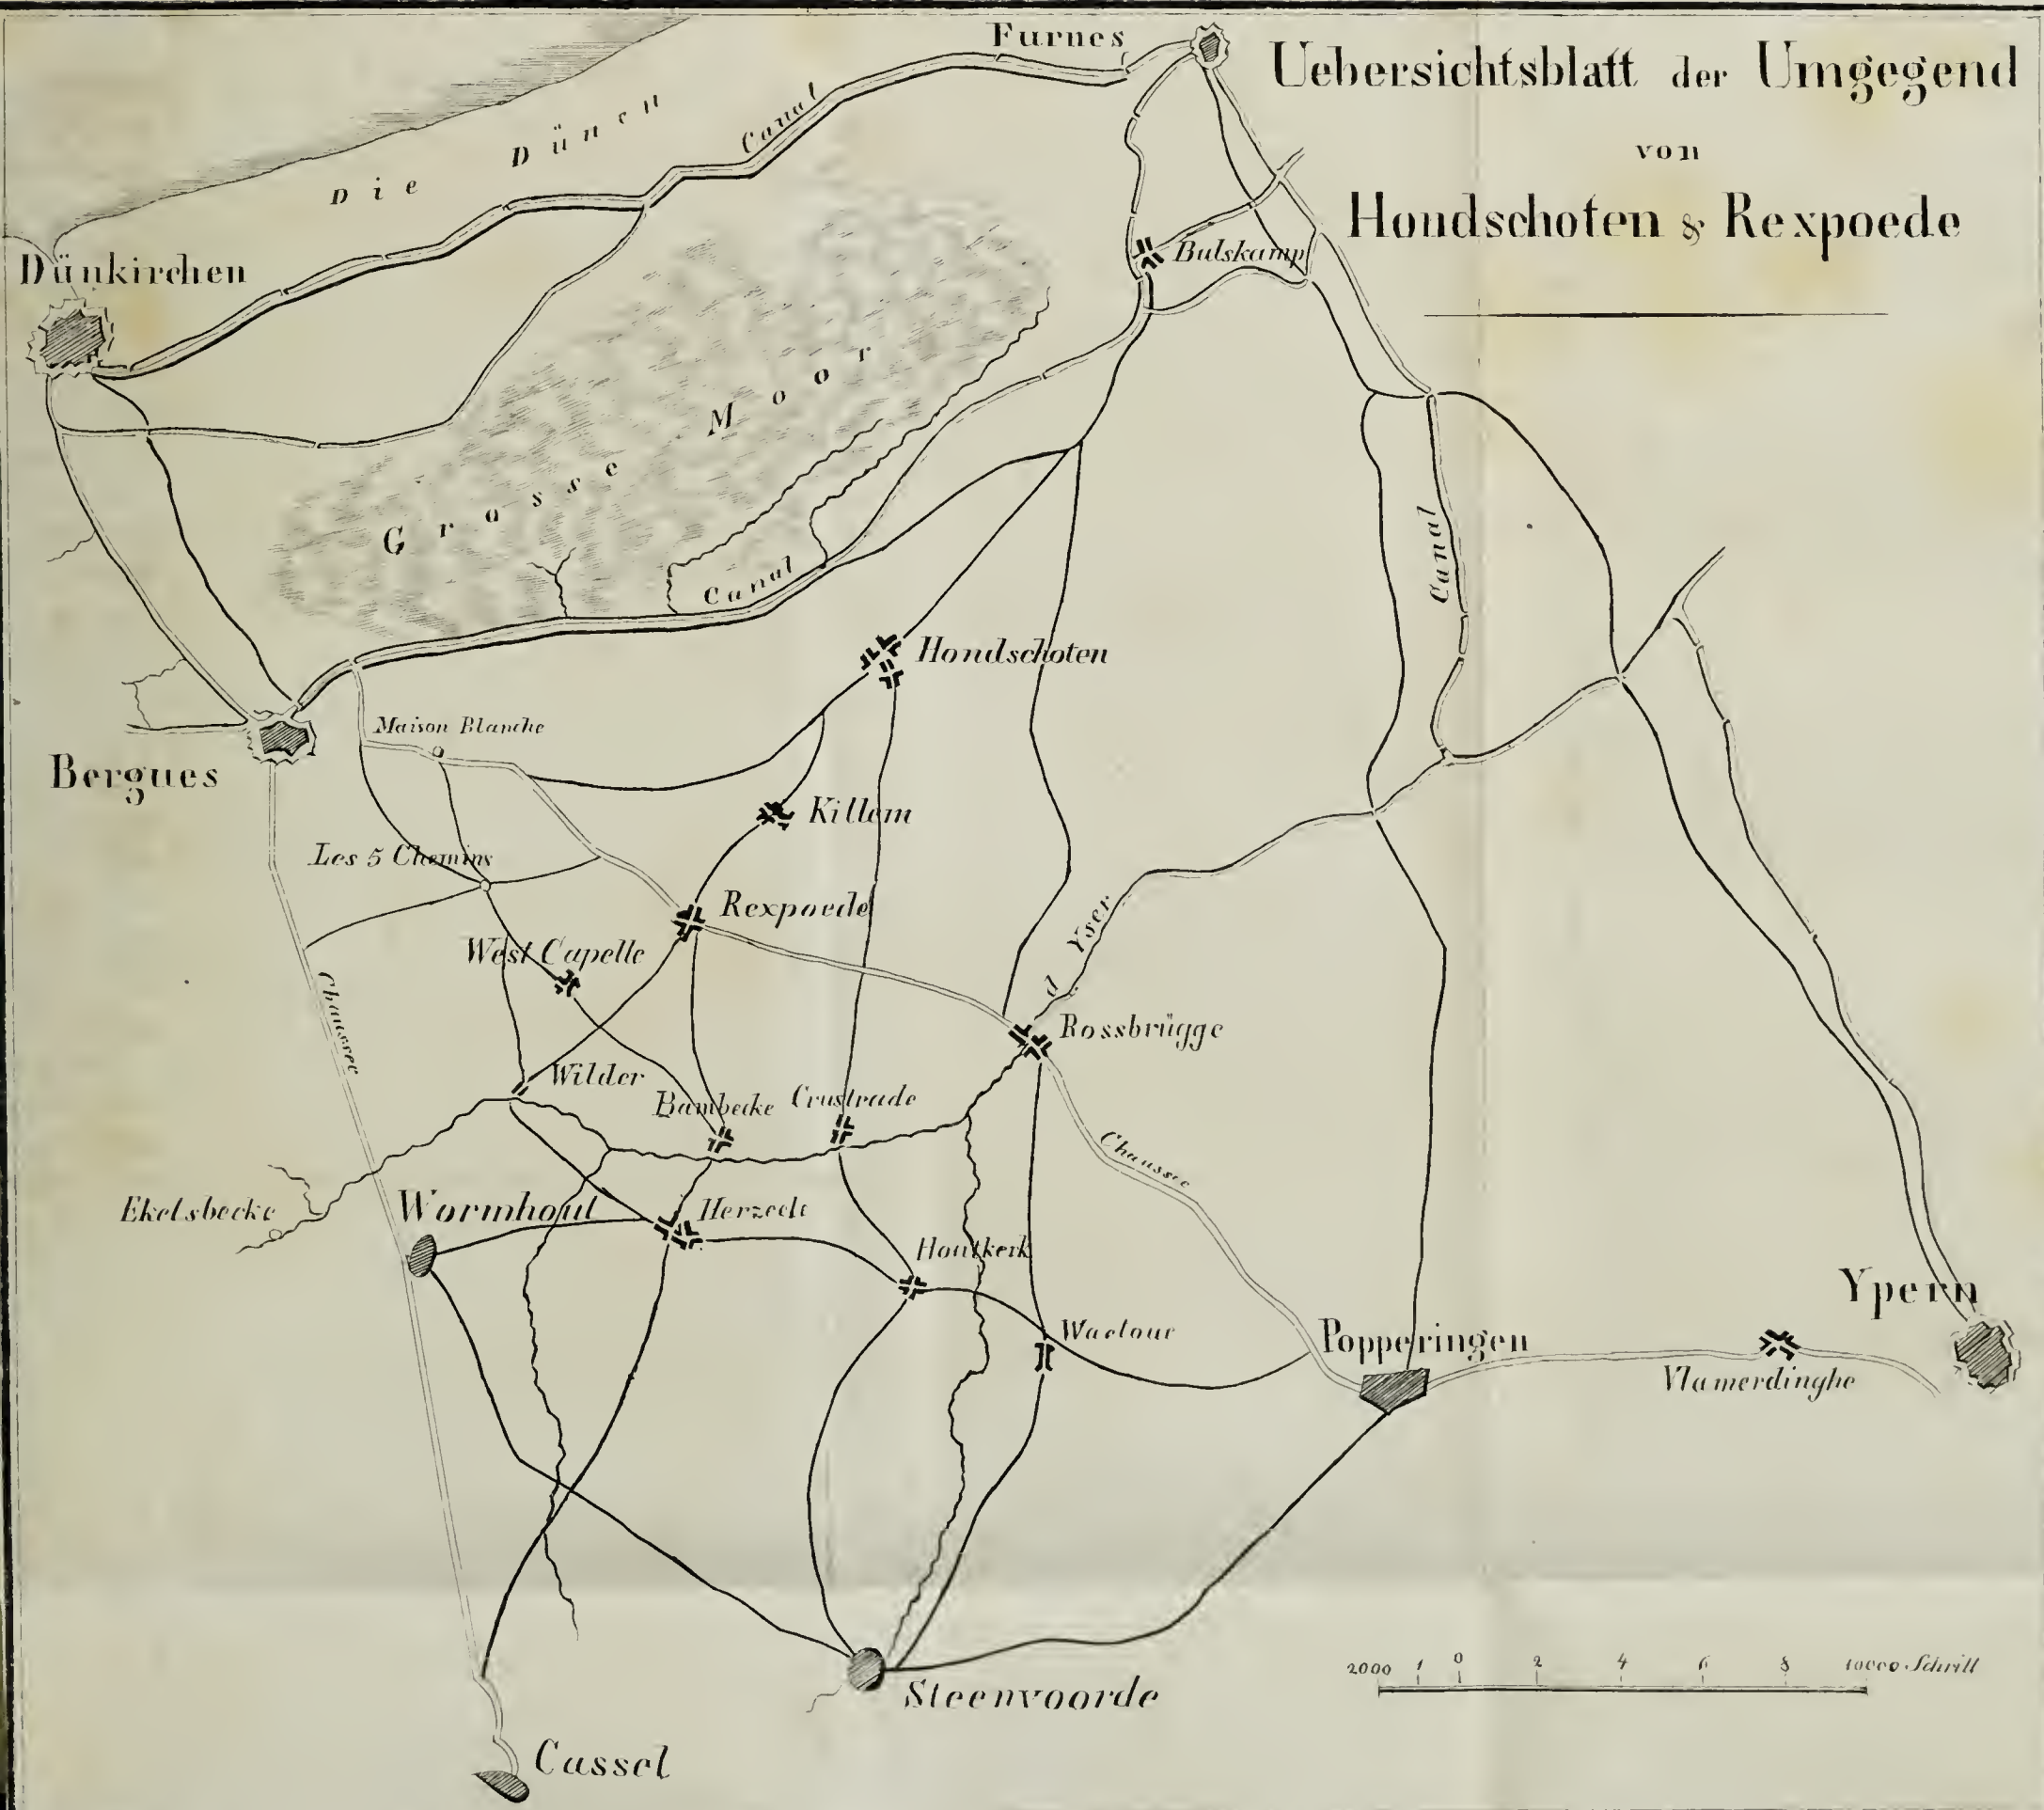 Uebersichtsblatt der Umgegend
von
Hondschoten & Rexpoede
Furnes
Die Dünen
Canal
Dünkirchen
Bulskamp
Grosse Moor
Canal
Canal
Hondschoten
Maison Blanche
Bergues
Killem
Les 5 Chemins
Rexpoede
West Capelle
d Yser
Chaussee
Rossbrügge
Wilder
Bambecke
Crustrade
Chaussee
Ekelsbecke
Wormhout
Herzeele
Houtkerk
Ypern
Watoue
Popperingen
Vlamerdinghe
2000 1 0 2 4 6 8 10000 Schritt
Steenvoorde
Cassel